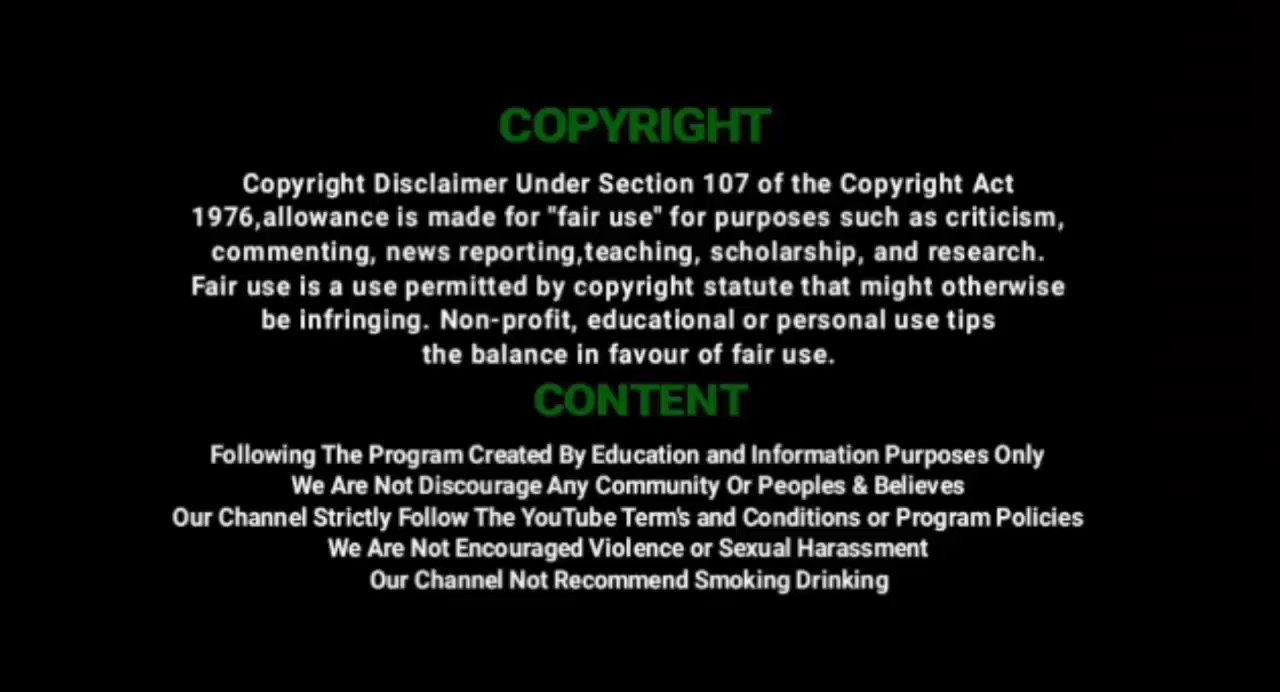 COPYRIGHT
Copyright Disclaimer Under Section 107 of the Copyright Act
1976,allowance is made for "fair use" for purposes such as criticism,
commenting, news reporting,teaching, scholarship, and research.
Fair use is a use permitted by copyright statute that might otherwise
be infringing. Non-profit, educational or personal use tips
the balance in favour of fair use.
CONTENT
Following The Program Created By Education and Information Purposes Only
We Are Not Discourage Any Community Or Peoples & Believes
Our Channel Strictly Follow The YouTube Term's and Conditions or Program Policies
We Are Not Encouraged Violence or Sexual Harassment
Our Channel Not Recommend Smoking Drinking